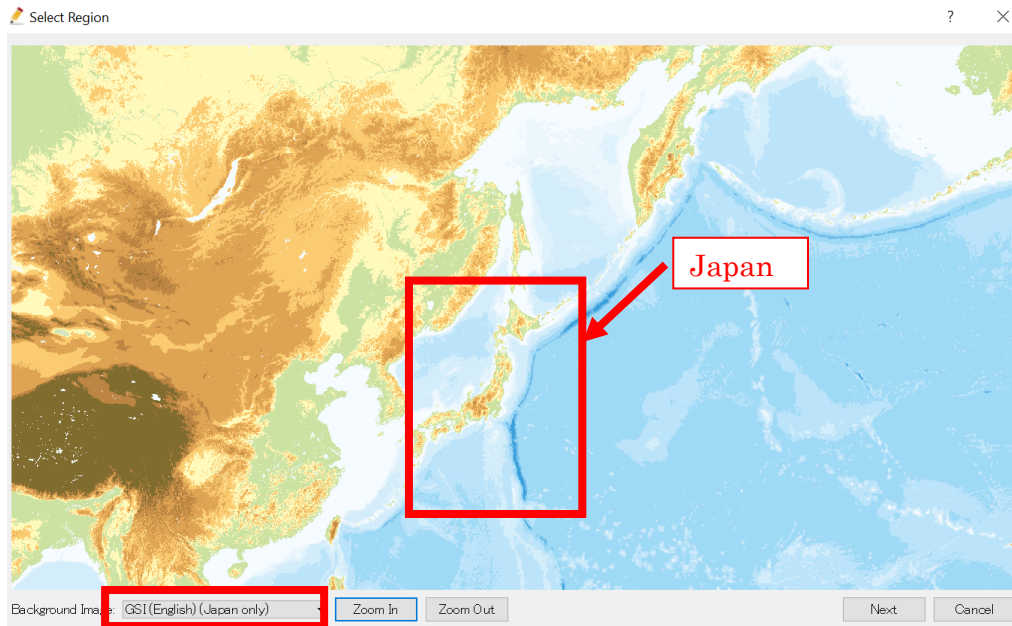 Select Region
?
Japan
Background Image: GSI (English) (Japan only)
Zoom In
Zoom Out
Next
Cancel